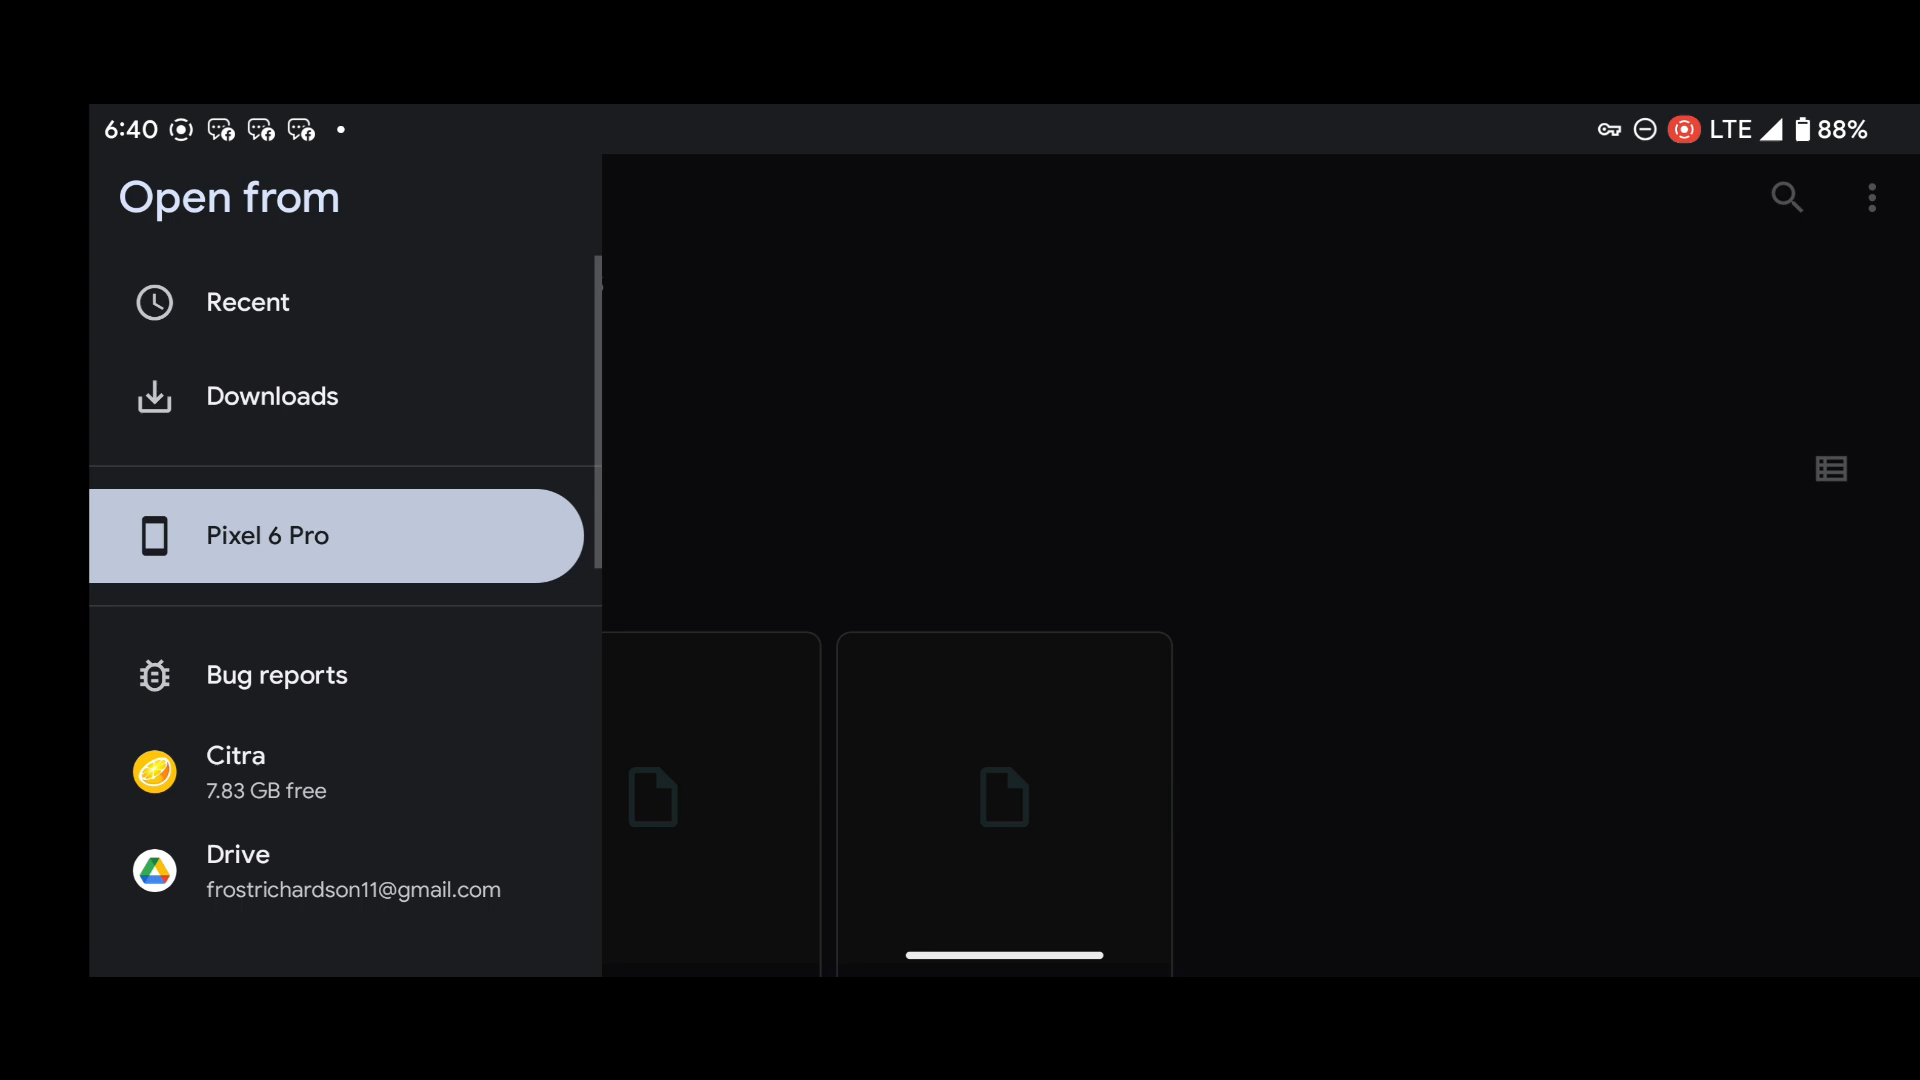 6:40
LTE 88%
Open from
Recent
Downloads
Pixel 6 Pro
Bug reports
Citra
7.83 GB free
Drive
frostrichardson11@gmail.com